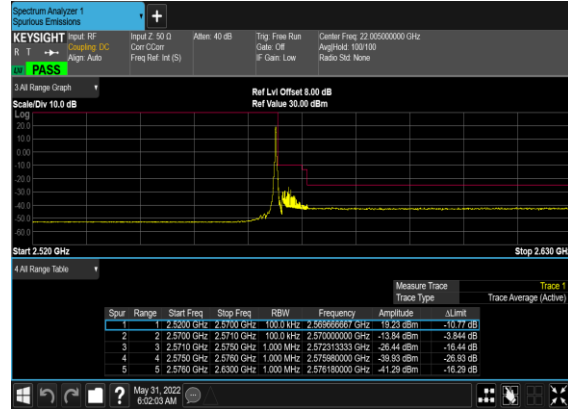 Spectrum Analyzer 1
Spurious Emissions
+
KEYSIGHT Input: RF Input Z: 50 Ω Atten: 40 dB Trig: Free Run Center Freq: 22.005000000 GHz
R T Coupling: DC Corr CCorr Gate: Off Avg|Hold: 100/100
Align: Auto Freq Ref: Int (S) IF Gain: Low Radio Std: None
PASS
3 All Range Graph
Ref Lvl Offset 8.00 dB
Scale/Div 10.0 dB Ref Value 30.00 dBm
Log
20.0
10.0
0.00
-10.0
-20.0
-30.0
-40.0
-50.0
-60.0
Start 2.520 GHz Stop 2.630 GHz
4 All Range Table
Measure Trace Trace 1
Trace Type Trace Average (Active)
Spur Range Start Freq Stop Freq RBW Frequency Amplitude ΔLimit
1 1 2.5200 GHz 2.5700 GHz 100.0 kHz 2.569666667 GHz 19.23 dBm -10.77 dB
2 2 2.5700 GHz 2.5710 GHz 100.0 kHz 2.570000000 GHz -13.84 dBm -3.844 dB
3 3 2.5710 GHz 2.5750 GHz 1.000 MHz 2.572313333 GHz -26.44 dBm -16.44 dB
4 4 2.5750 GHz 2.5760 GHz 1.000 MHz 2.575980000 GHz -39.93 dBm -26.93 dB
5 5 2.5760 GHz 2.6300 GHz 1.000 MHz 2.576180000 GHz -41.29 dBm -16.29 dB
? May 31, 2022
6:02:03 AM